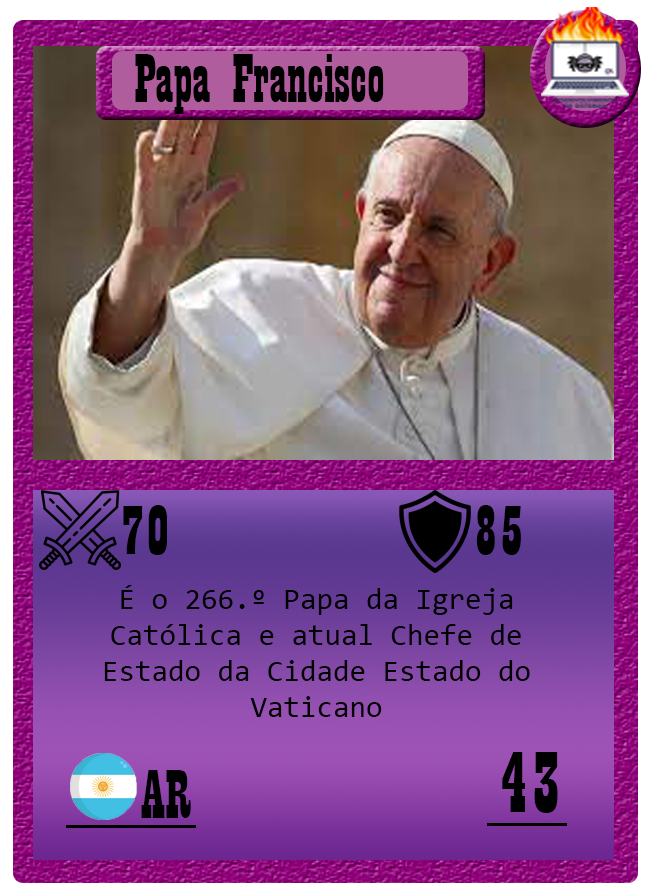 Papa Francisco
70
85
É o 266.º Papa da Igreja
Católica e atual Chefe de
Estado da Cidade Estado do
Vaticano
AR
43